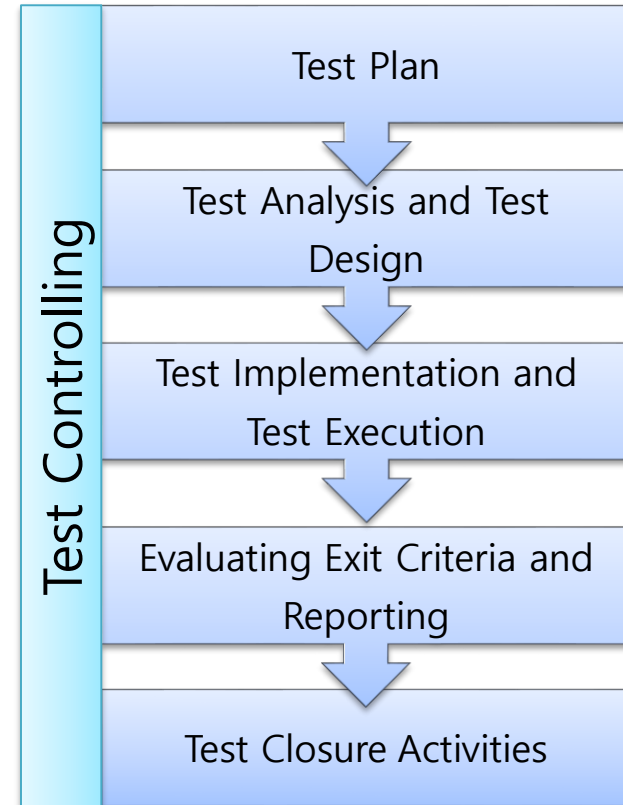 Test Controlling
Test Plan
Test Analysis and Test
Design
Test Implementation and
Test Execution
Evaluating Exit Criteria and
Reporting
Test Closure Activities